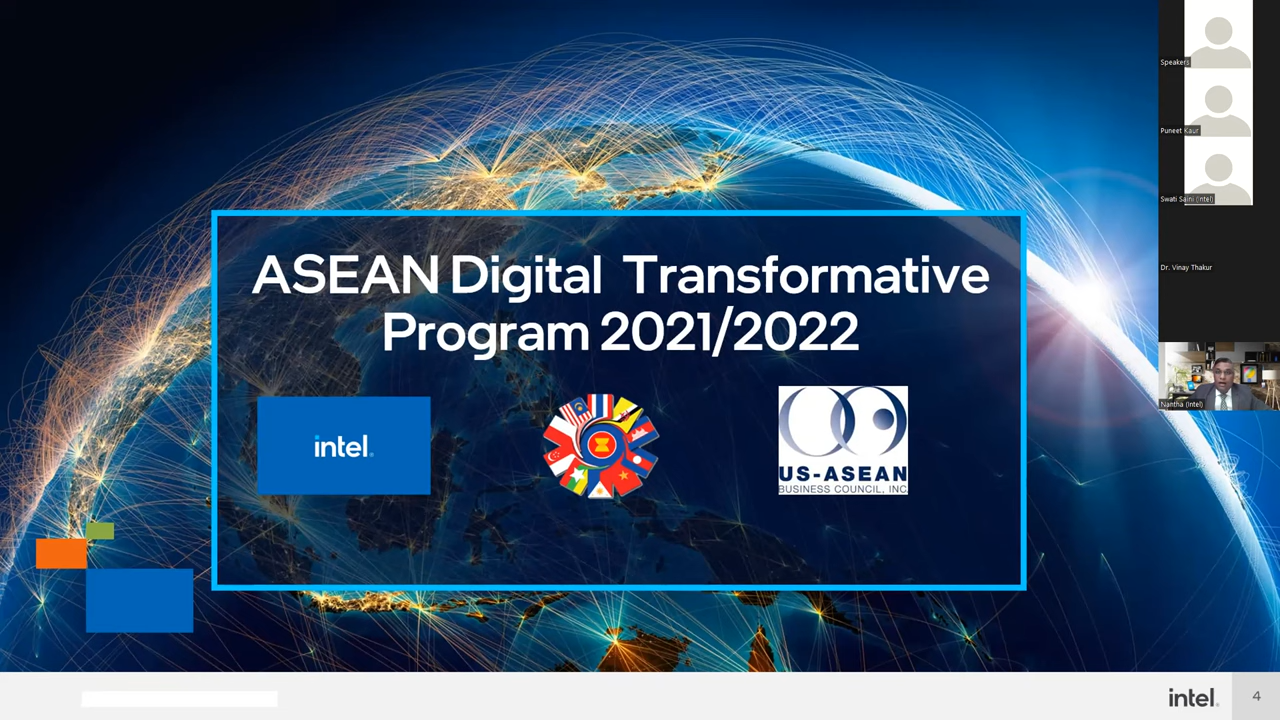 ASEAN Digital Transformative
Program 2021/2022
intel.
US-ASEAN
BUSINESS COUNCIL, INC.
Speakers
Puneet Kaur
Swati Saini (Intel)
Dr. Vinay Thakur
Nantha (Intel)
intel.
4